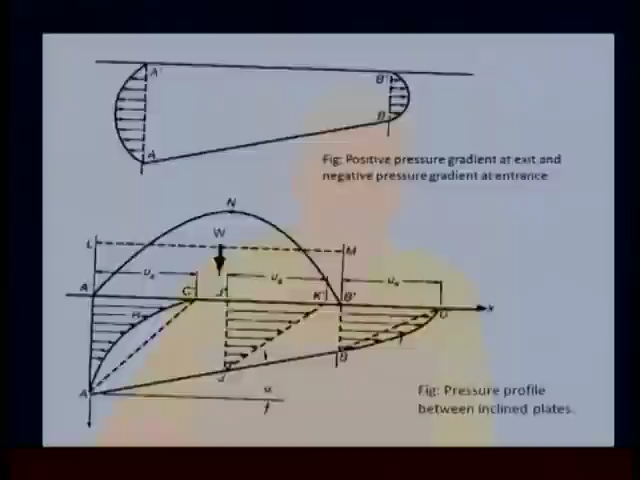 A'
B'
B
A
Fig: Positive pressure gradient at exit and
negative pressure gradient at entrance
N
W
L
M
A
C'
J'
K'
B'
x
H
B
J
α
A
Fig: Pressure profile
between inclined plates.